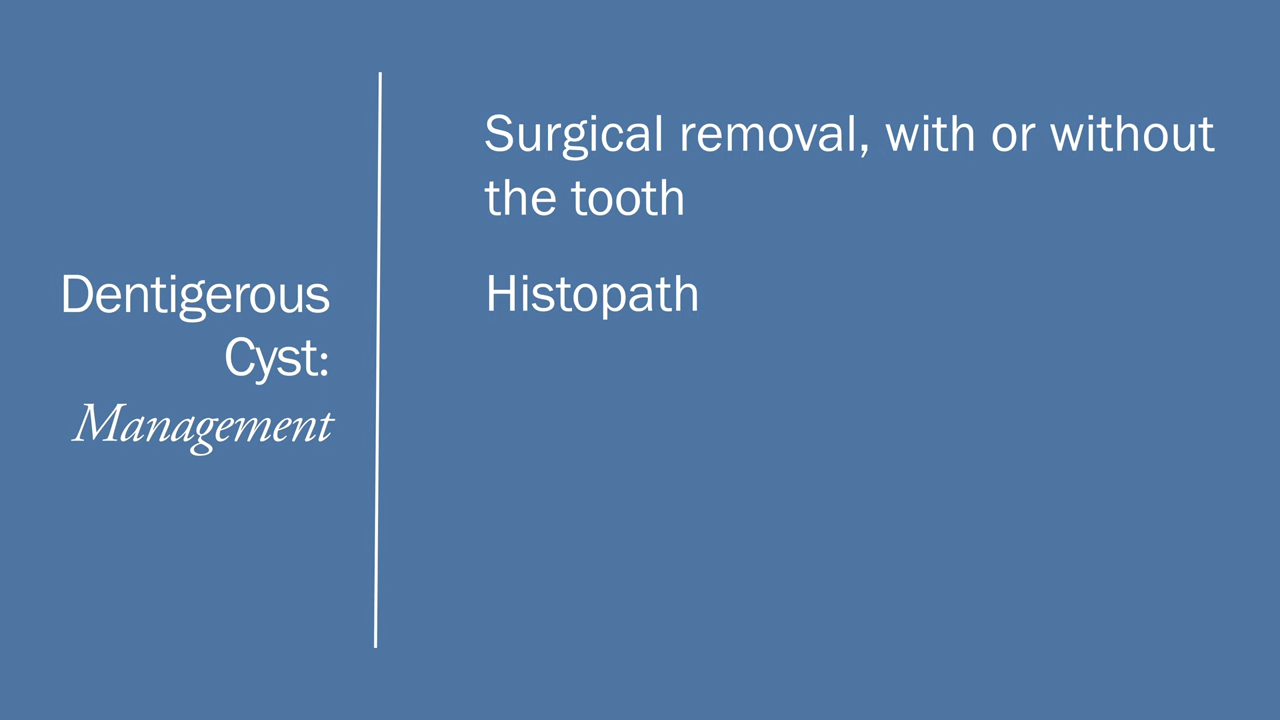 Dentigerous
Cyst:
Management
Surgical removal, with or without
the tooth
Histopath